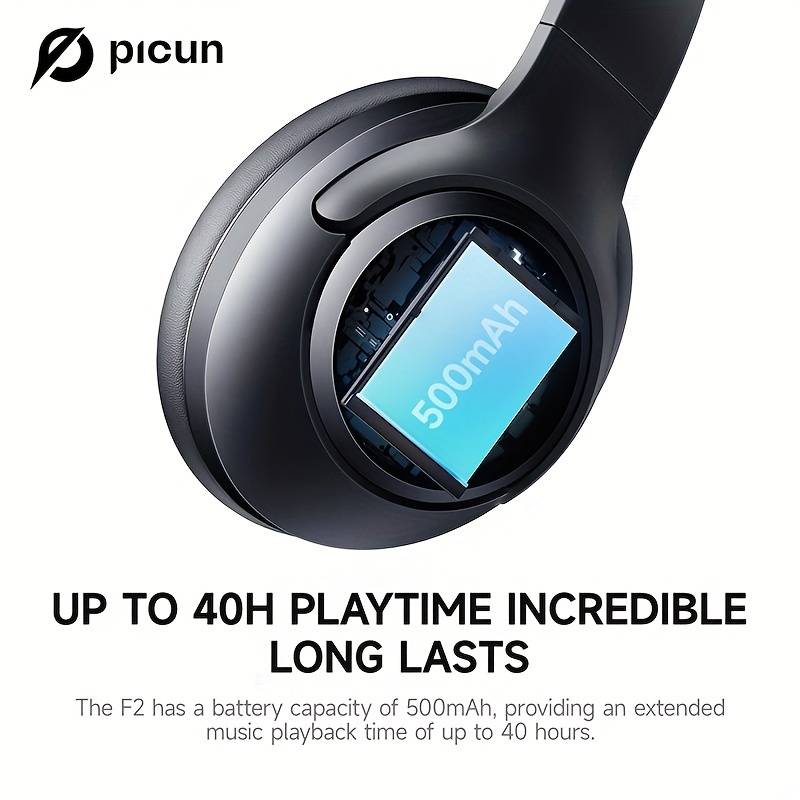 picun
500mAh
UP TO 40H PLAYTIME INCREDIBLE
LONG LASTS
The F2 has a battery capacity of 500mAh, providing an extended
music playback time of up to 40 hours.